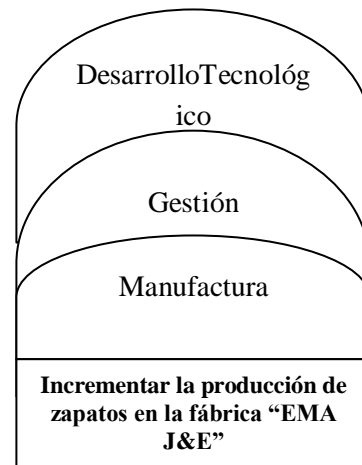 DesarrolloTecnológ
ico
Gestión
Manufactura
Incrementar la producción de
zapatos en la fábrica “EMA
J&E”